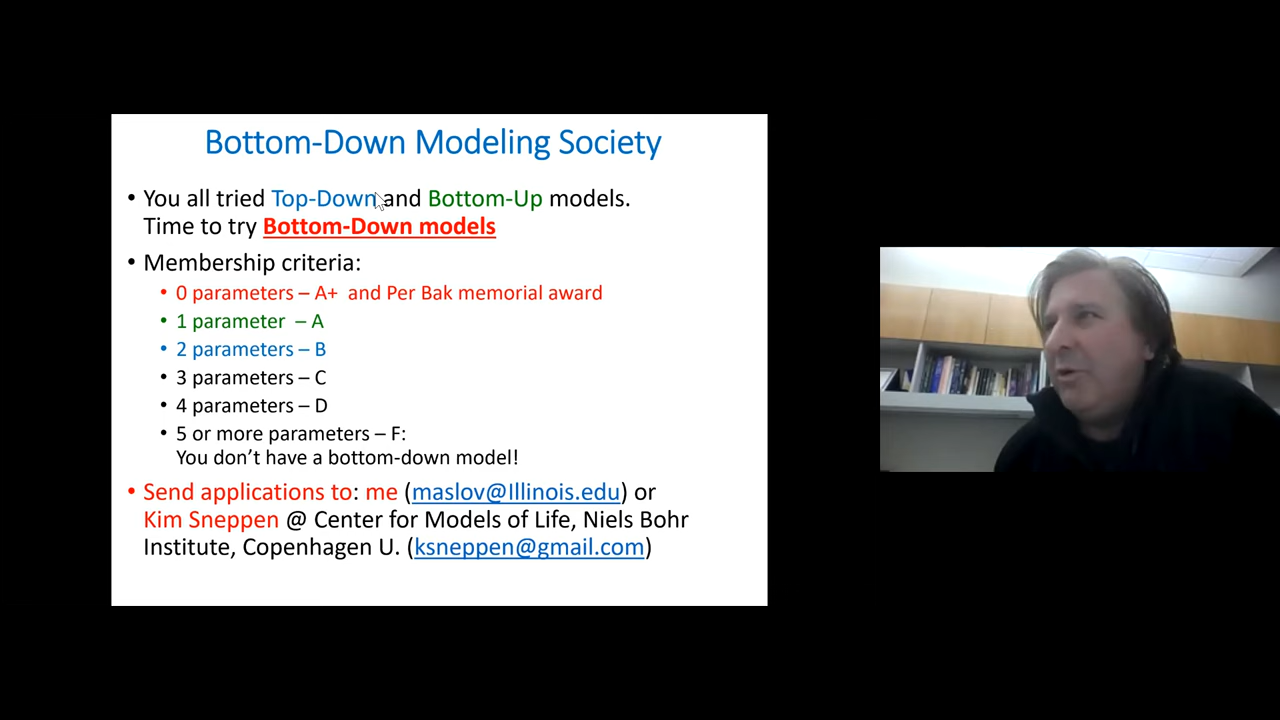 Bottom-Down Modeling Society
• You all tried Top-Down and Bottom-Up models.
Time to try Bottom-Down models
• Membership criteria:
• 0 parameters – A+ and Per Bak memorial award
• 1 parameter – A
• 2 parameters – B
• 3 parameters – C
• 4 parameters – D
• 5 or more parameters – F:
You don’t have a bottom-down model!
• Send applications to: me (maslov@Illinois.edu) or
Kim Sneppen @ Center for Models of Life, Niels Bohr
Institute, Copenhagen U. (ksneppen@gmail.com)